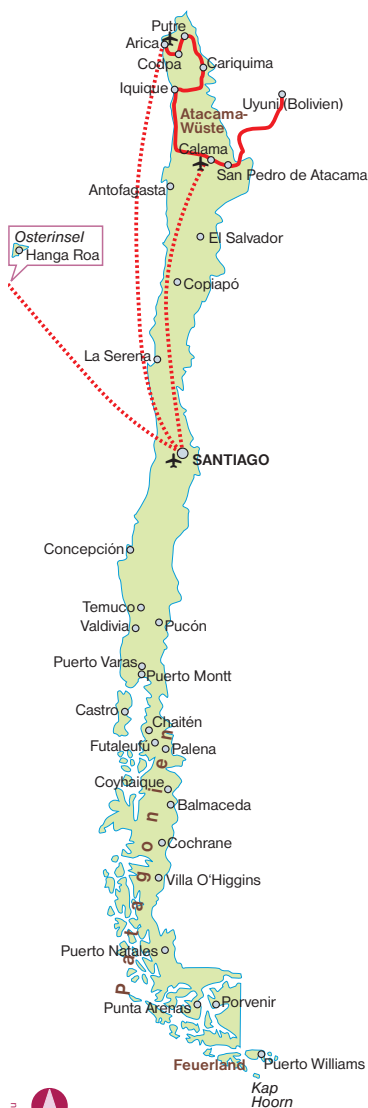 Putre
Arica
Codpa
Cariquima
Iquique
Uyuni (Bolivien)
Atacama-
Wüste
Calama
San Pedro de Atacama
Antofagasta
El Salvador
Osterinsel
Hanga Roa
Copiapó
La Serena
SANTIAGO
Concepción
Temuco
Valdivia
Pucón
Puerto Varas
Puerto Montt
Castro
Chaitén
Futaleufú
Palena
Coyhaique
Balmaceda
Cochrane
Villa O'Higgins
Patagonien
Puerto Natales
Punta Arenas
Porvenir
Feuerland
Puerto Williams
Kap
Hoorn
u